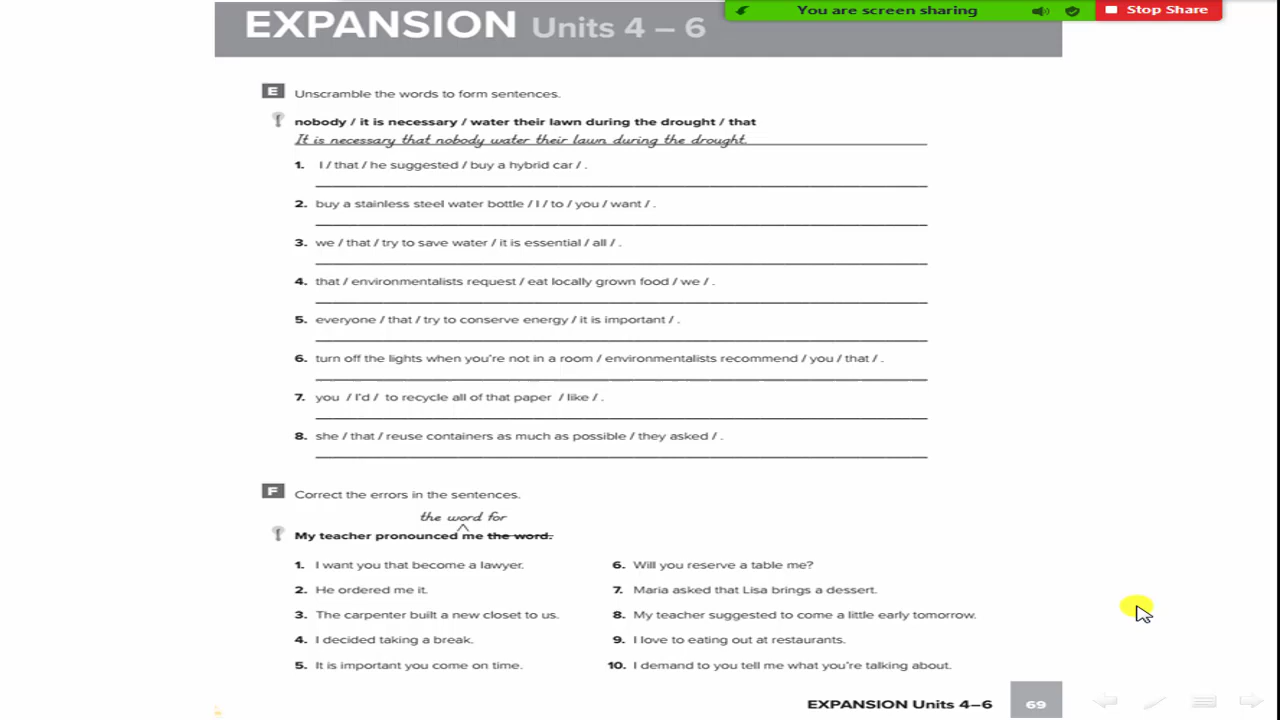 You are screen sharing
Stop Share
EXPANSION Units 4 – 6
E Unscramble the words to form sentences.
nobody / it is necessary / water their lawn during the drought / that
It is necessary that nobody water their lawn during the drought.
1. I / that / he suggested / buy a hybrid car / .
2. buy a stainless steel water bottle / I / to / you / want / .
3. we / that / try to save water / it is essential / all / .
4. that / environmentalists request / eat locally grown food / we / .
5. everyone / that / try to conserve energy / it is important / .
6. turn off the lights when you're not in a room / environmentalists recommend / you / that / .
7. you / I'd / to recycle all of that paper / like / .
8. she / that / reuse containers as much as possible / they asked / .
F Correct the errors in the sentences.
the word for
My teacher pronounced me the word.
1. I want you that become a lawyer.
2. He ordered me it.
3. The carpenter built a new closet to us.
4. I decided taking a break.
5. It is important you come on time.
6. Will you reserve a table me?
7. Maria asked that Lisa brings a dessert.
8. My teacher suggested to come a little early tomorrow.
9. I love to eating out at restaurants.
10. I demand to you tell me what you're talking about.
EXPANSION Units 4–6 69